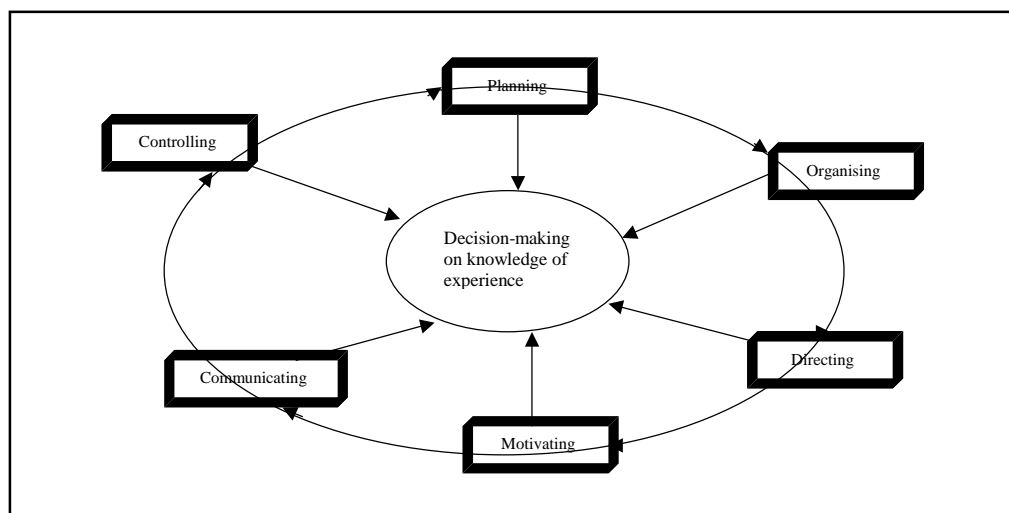 Planning
Controlling
Organising
Decision-making
on knowledge of
experience
Directing
Communicating
Motivating